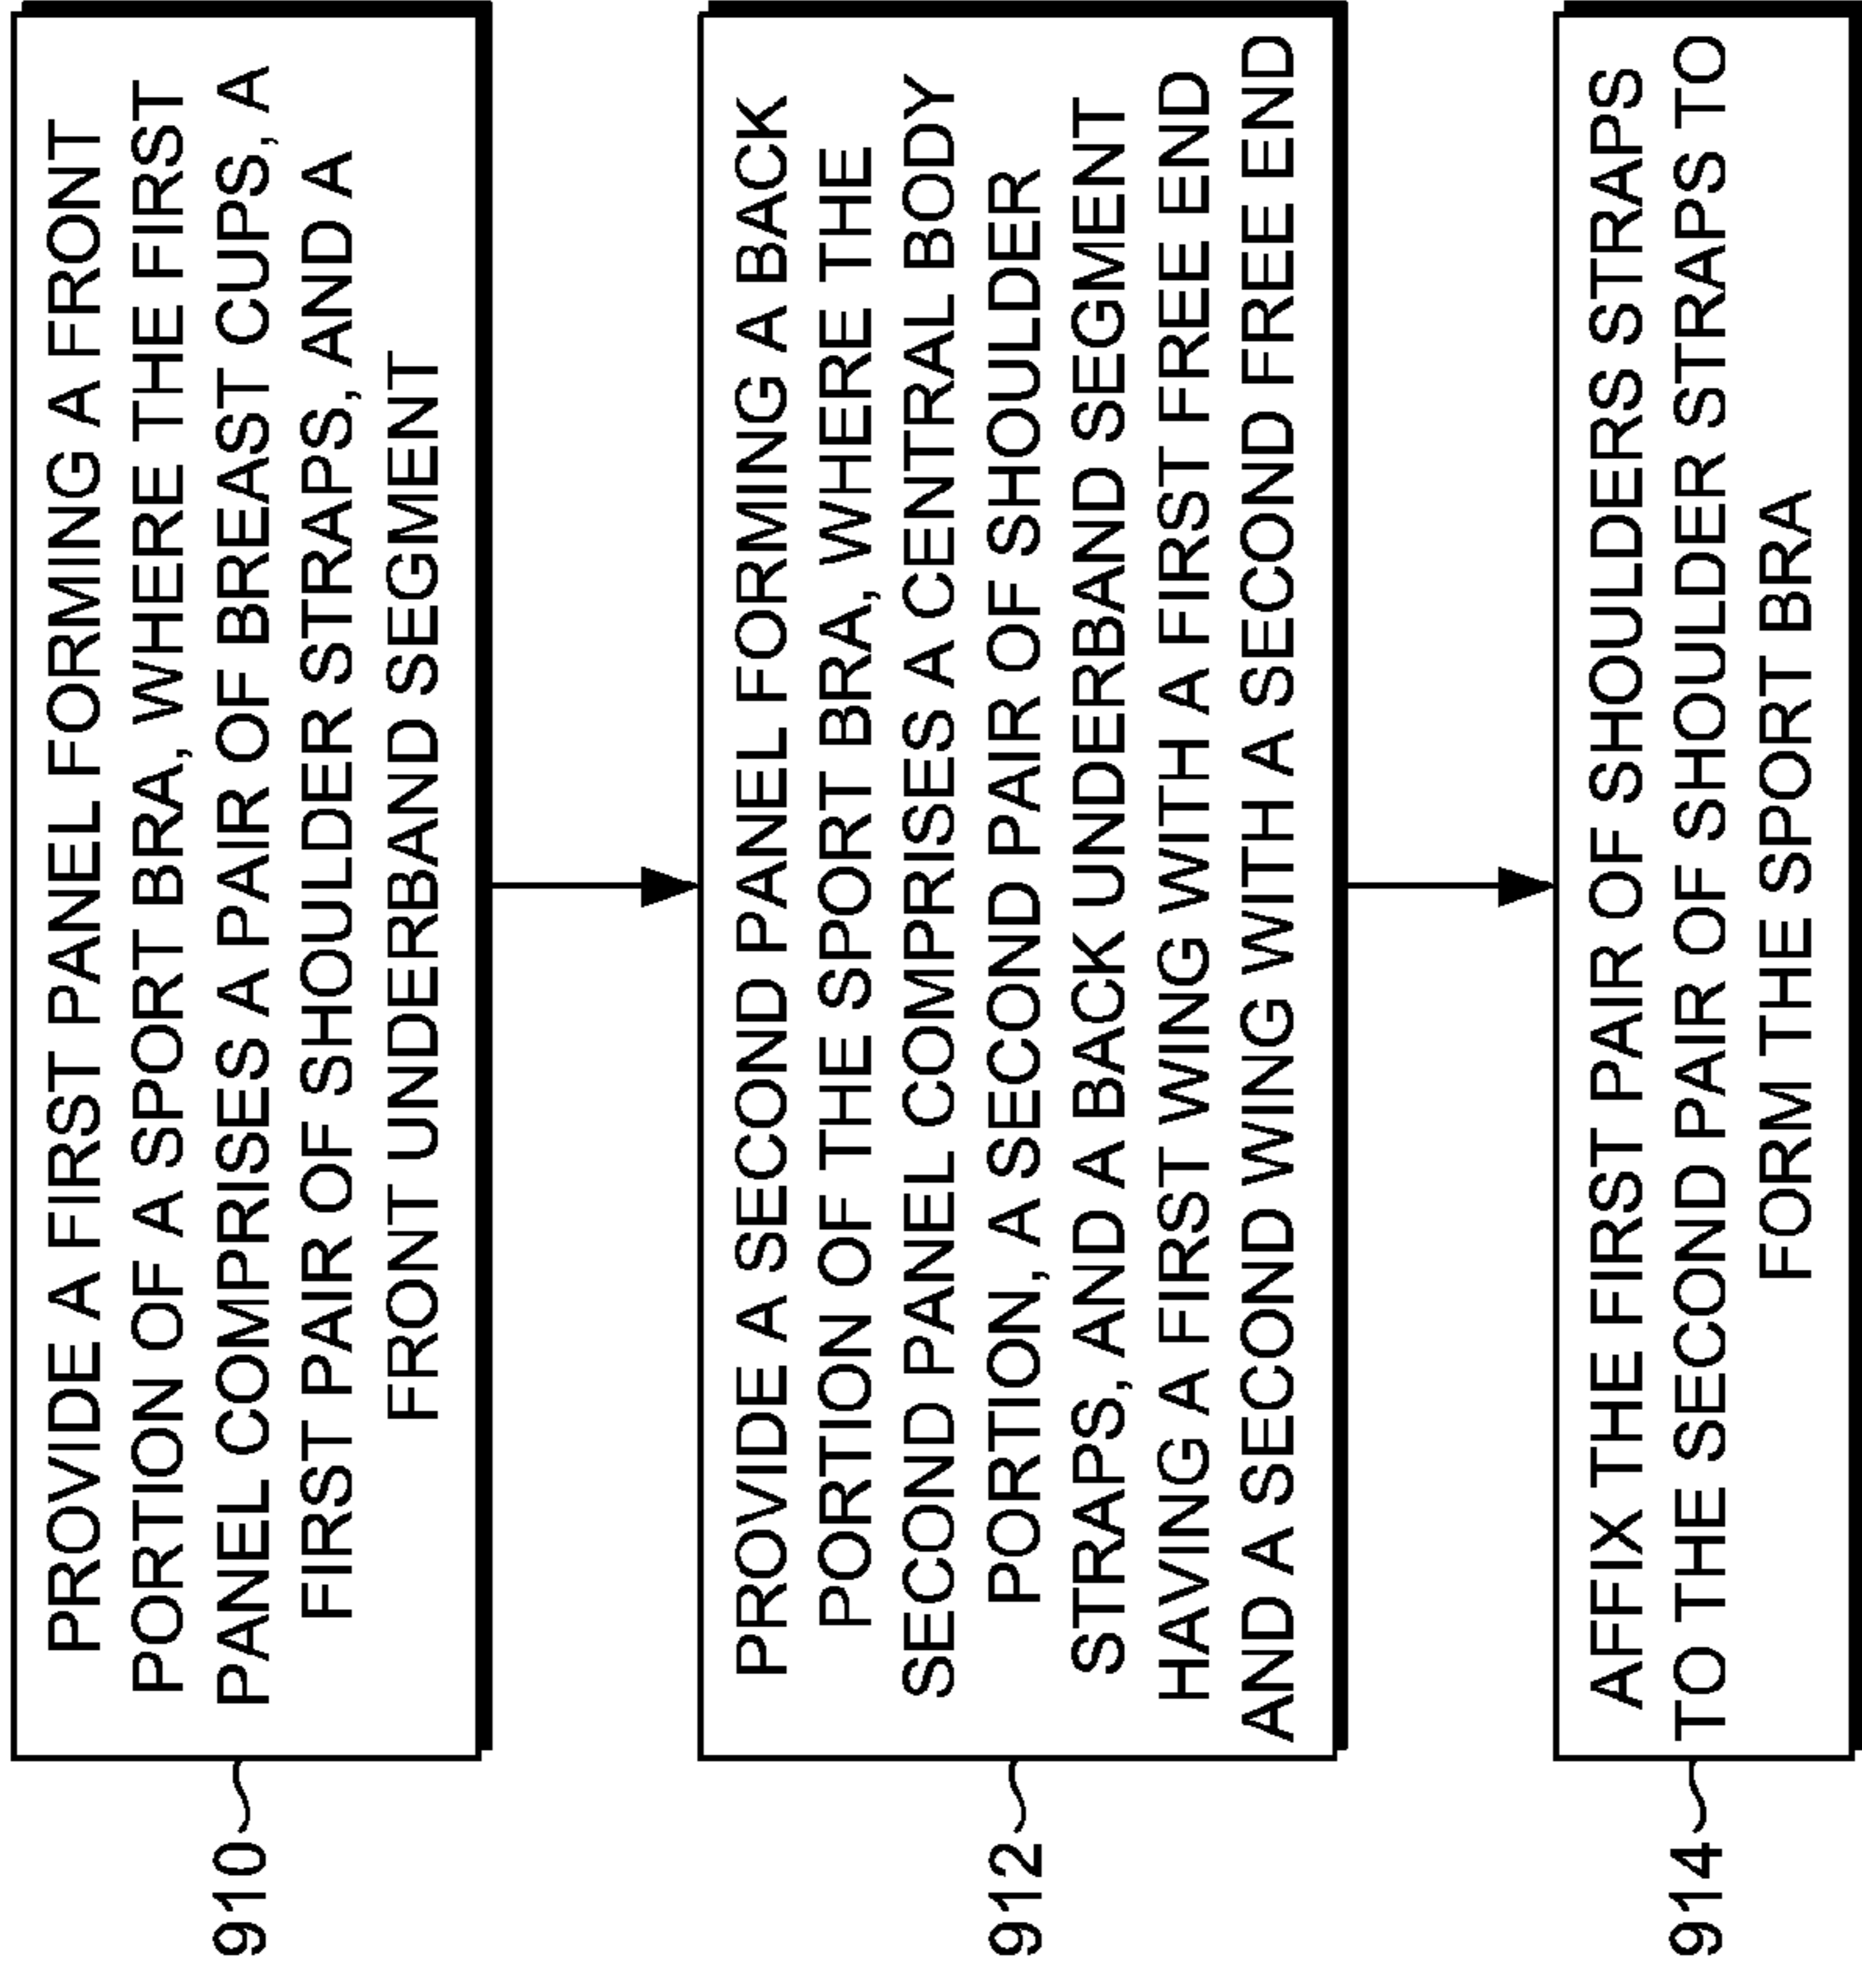 PROVIDE A FIRST PANEL FORMING A FRONT
PORTION OF A SPORT BRA, WHERE THE FIRST
PANEL COMPRISES A PAIR OF BREAST CUPS, A
FIRST PAIR OF SHOULDER STRAPS, AND A
FRONT UNDERBAND SEGMENT
910
PROVIDE A SECOND PANEL FORMING A BACK
PORTION OF THE SPORT BRA, WHERE THE
SECOND PANEL COMPRISES A CENTRAL BODY
PORTION, A SECOND PAIR OF SHOULDER
STRAPS, AND A BACK UNDERBAND SEGMENT
HAVING A FIRST WING WITH A FIRST FREE END
AND A SECOND WING WITH A SECOND FREE END
912
AFFIX THE FIRST PAIR OF SHOULDERS STRAPS
TO THE SECOND PAIR OF SHOULDER STRAPS TO
FORM THE SPORT BRA
914